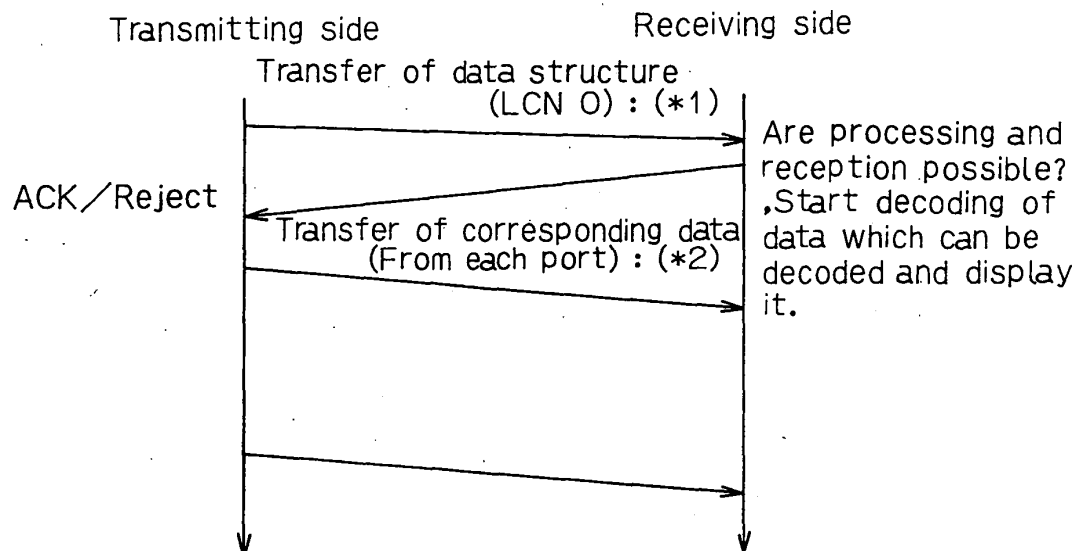 Transmitting side
Receiving side
Transfer of data structure
(LCN 0) : (*1)
Are processing and
reception possible?
.Start decoding of
data which can be
decoded and display
it.
ACK/Reject
Transfer of corresponding data
(From each port) : (*2)